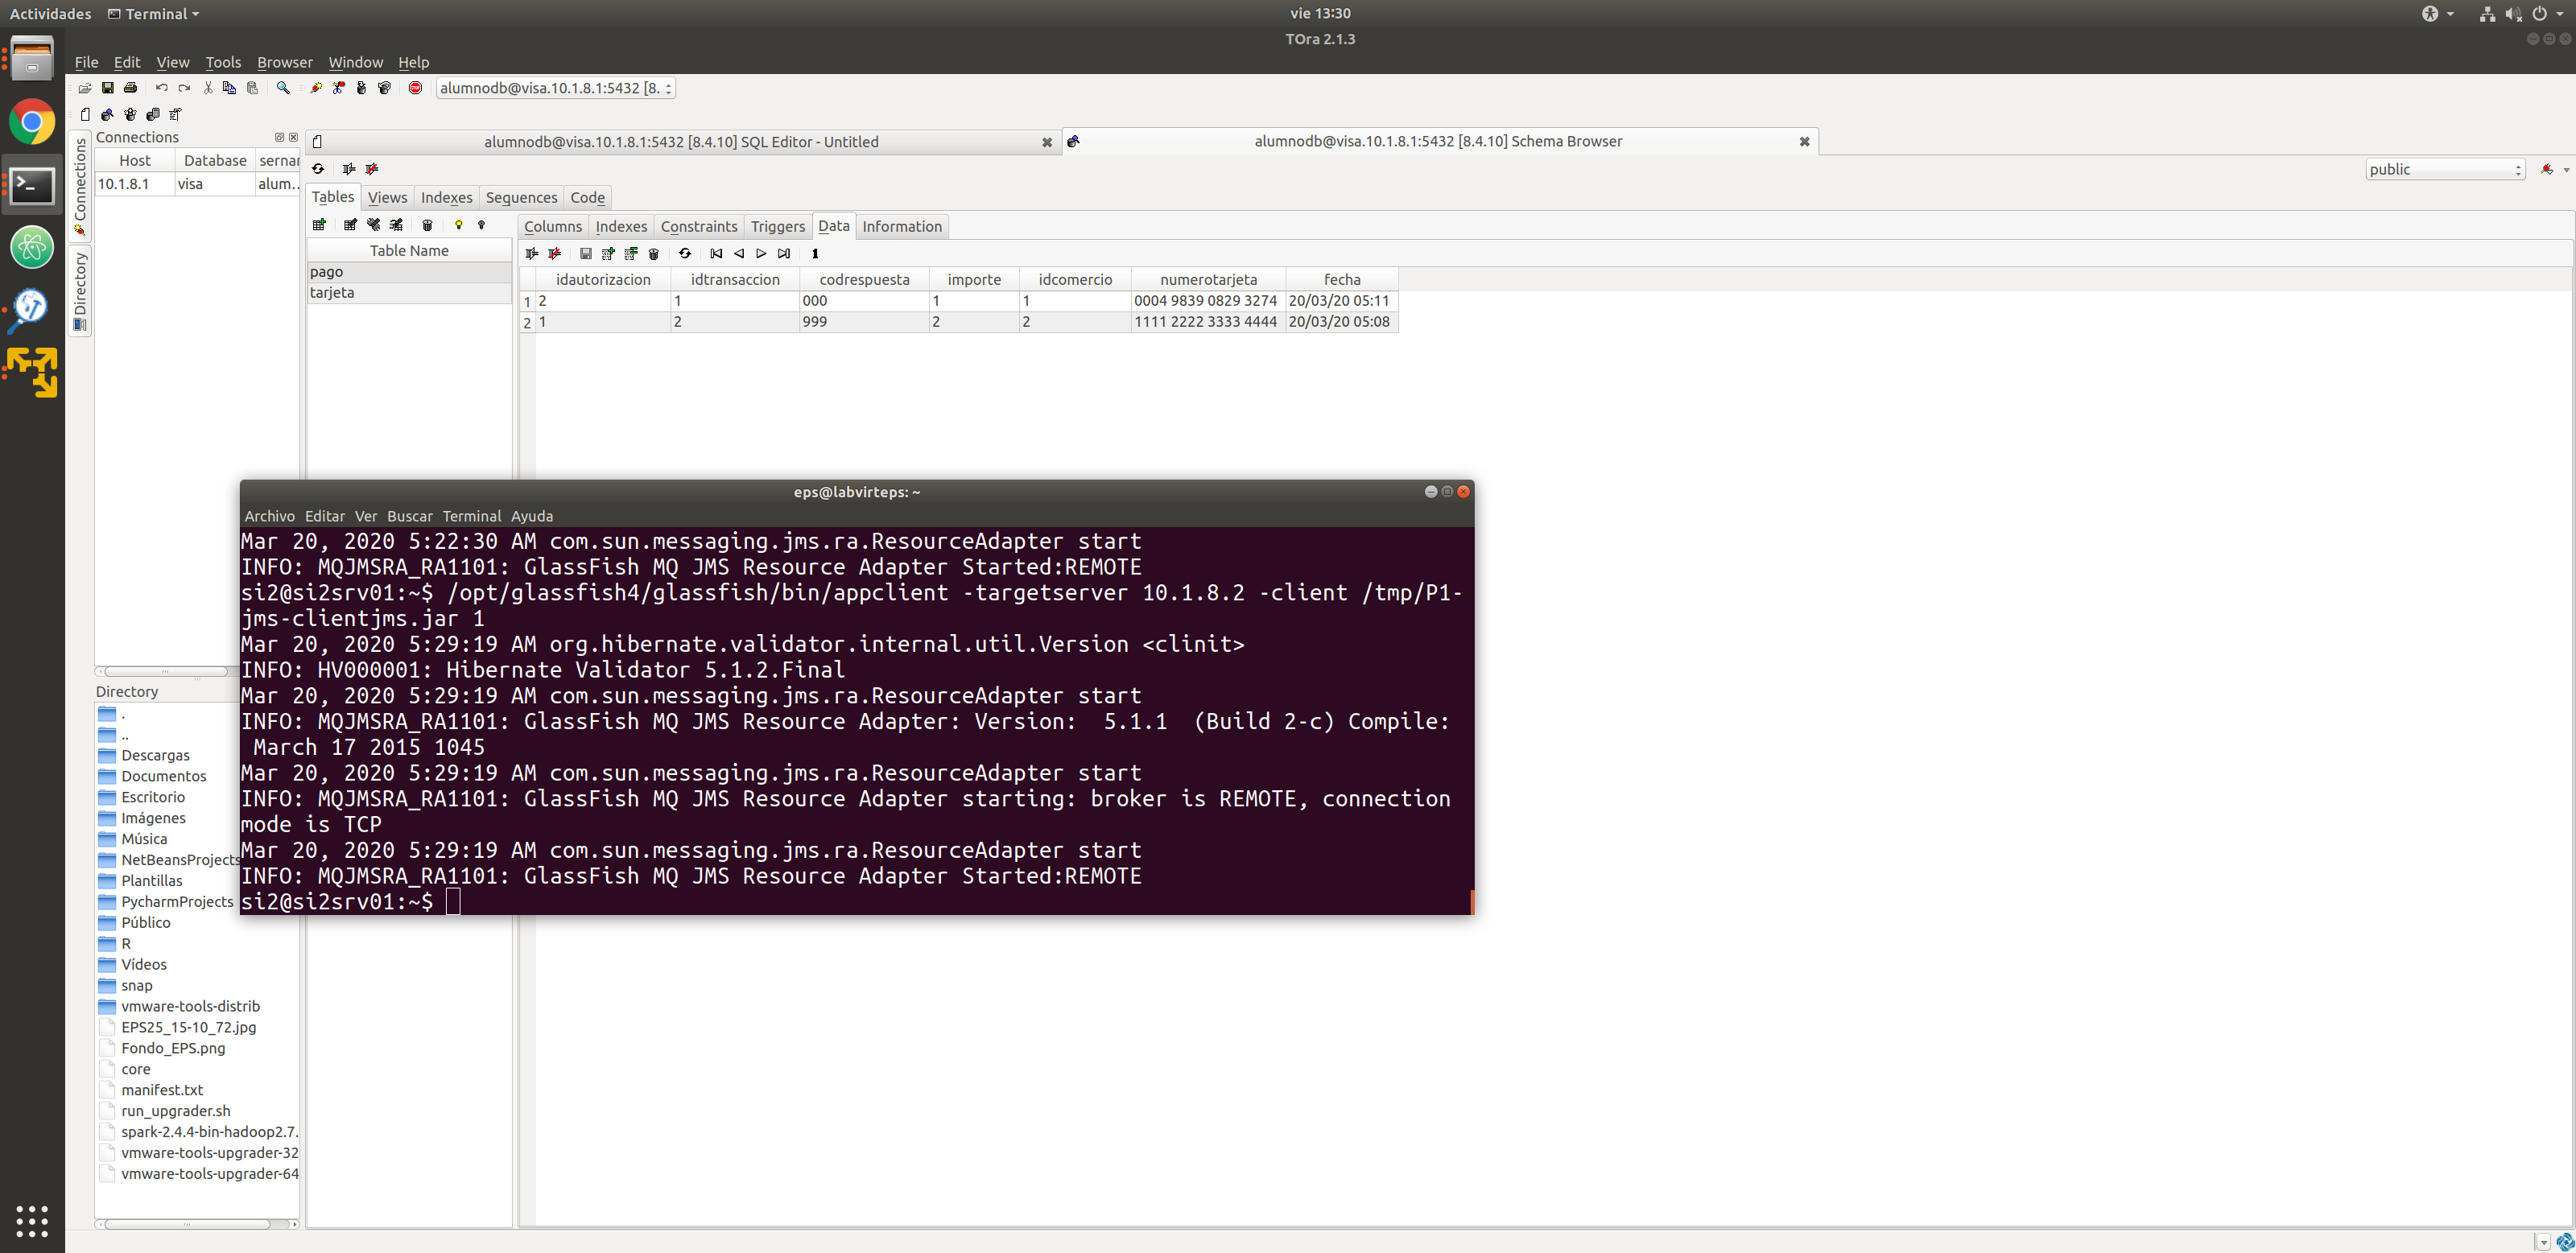 Actividades Terminal vie 13:30
TOra 2.1.3
File Edit View Tools Browser Window Help
alumnodb@visa.10.1.8.1:5432 [8.
Connections
Host Database sernar
10.1.8.1 visa alum...
Connections
Directory
alumnodb@visa.10.1.8.1:5432 [8.4.10] SQL Editor - Untitled
alumnodb@visa.10.1.8.1:5432 [8.4.10] Schema Browser
public
Tables Views Indexes Sequences Code
Columns Indexes Constraints Triggers Data Information
Table Name
pago
tarjeta
idautorizacion idtransaccion codrespuesta importe idcomercio numerotarjeta fecha
1 2 1 000 1 1 0004 9839 0829 3274 20/03/20 05:11
2 1 2 999 2 2 1111 2222 3333 4444 20/03/20 05:08
eps@labvirteps: ~
Archivo Editar Ver Buscar Terminal Ayuda
Mar 20, 2020 5:22:30 AM com.sun.messaging.jms.ra.ResourceAdapter start
INFO: MQJMSRA_RA1101: GlassFish MQ JMS Resource Adapter Started:REMOTE
si2@si2srv01:~$ /opt/glassfish4/glassfish/bin/appclient -targetserver 10.1.8.2 -client /tmp/P1-
jms-clientjms.jar 1
Mar 20, 2020 5:29:19 AM org.hibernate.validator.internal.util.Version <clinit>
INFO: HV000001: Hibernate Validator 5.1.2.Final
Mar 20, 2020 5:29:19 AM com.sun.messaging.jms.ra.ResourceAdapter start
INFO: MQJMSRA_RA1101: GlassFish MQ JMS Resource Adapter: Version:  5.1.1  (Build 2-c) Compile:
 March 17 2015 1045
Mar 20, 2020 5:29:19 AM com.sun.messaging.jms.ra.ResourceAdapter start
INFO: MQJMSRA_RA1101: GlassFish MQ JMS Resource Adapter starting: broker is REMOTE, connection
mode is TCP
Mar 20, 2020 5:29:19 AM com.sun.messaging.jms.ra.ResourceAdapter start
INFO: MQJMSRA_RA1101: GlassFish MQ JMS Resource Adapter Started:REMOTE
si2@si2srv01:~$
Directory
.
..
Descargas
Documentos
Escritorio
Imágenes
Música
NetBeansProjects
Plantillas
PycharmProjects
Público
R
Vídeos
snap
vmware-tools-distrib
EPS25_15-10_72.jpg
Fondo_EPS.png
core
manifest.txt
run_upgrader.sh
spark-2.4.4-bin-hadoop2.7.
vmware-tools-upgrader-32
vmware-tools-upgrader-64